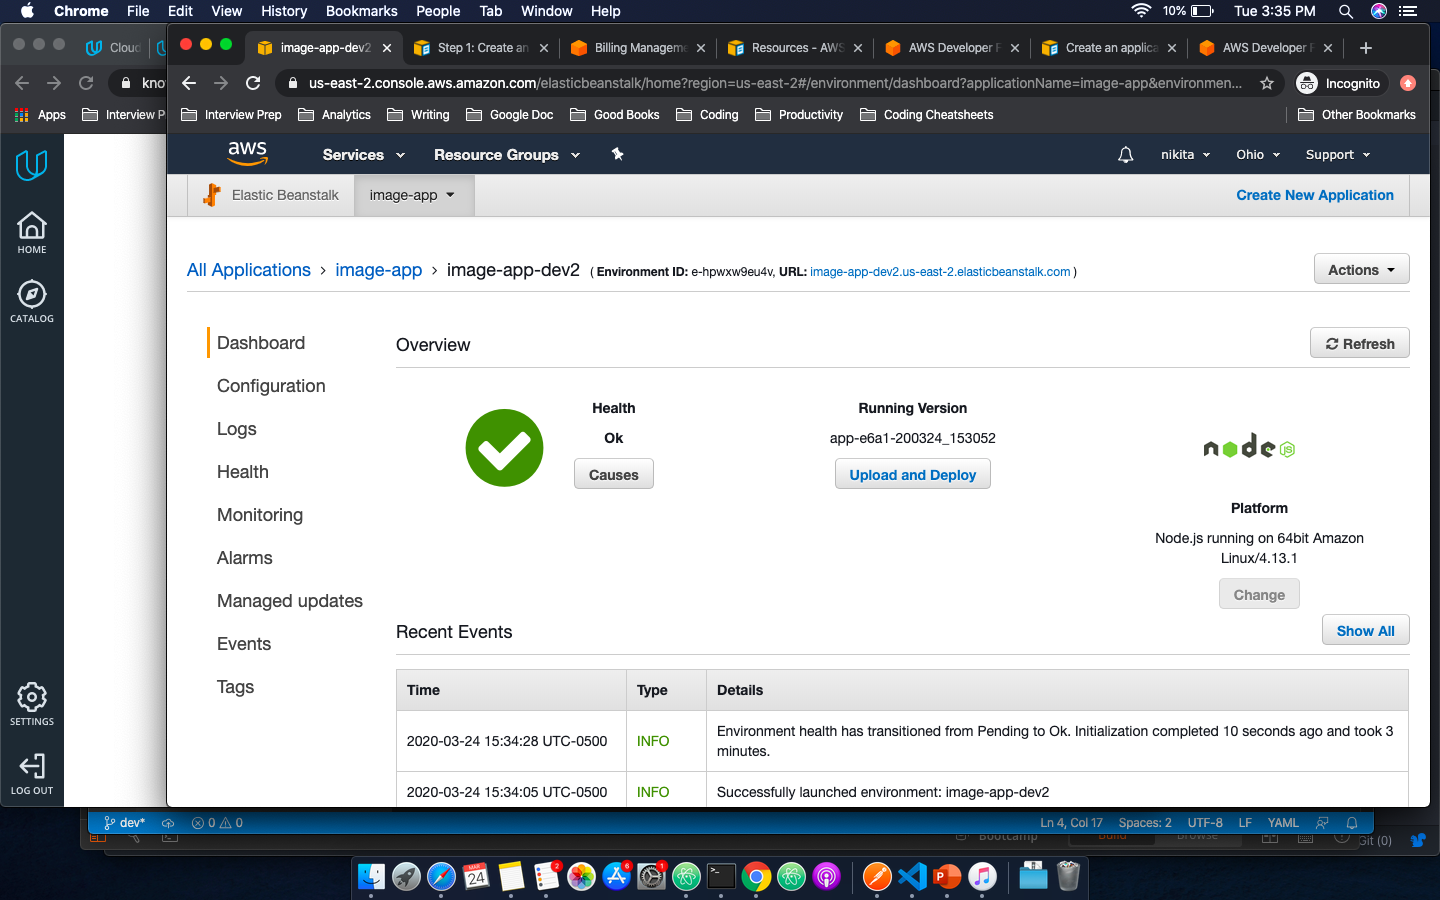 Chrome File Edit View History Bookmarks People Tab Window Help 10% Tue 3:35 PM
Cloud image-app-dev2 Step 1: Create an Billing Manageme Resources - AWS AWS Developer F Create an applica AWS Developer F
kno us-east-2.console.aws.amazon.com/elasticbeanstalk/home?region=us-east-2#/environment/dashboard?applicationName=image-app&environmen... Incognito
Apps Interview P Interview Prep Analytics Writing Google Doc Good Books Coding Productivity Coding Cheatsheets Other Bookmarks
aws Services Resource Groups nikita Ohio Support
Elastic Beanstalk image-app Create New Application
HOME
CATALOG
SETTINGS
LOG OUT
All Applications › image-app › image-app-dev2 ( Environment ID: e-hpwxw9eu4v, URL: image-app-dev2.us-east-2.elasticbeanstalk.com ) Actions
Dashboard
Configuration
Logs
Health
Monitoring
Alarms
Managed updates
Events
Tags
Overview Refresh
Health
Ok
Causes
Running Version
app-e6a1-200324_153052
Upload and Deploy
node JS
Platform
Node.js running on 64bit Amazon
Linux/4.13.1
Change
Recent Events Show All
Time Type Details
2020-03-24 15:34:28 UTC-0500 INFO Environment health has transitioned from Pending to Ok. Initialization completed 10 seconds ago and took 3
minutes.
2020-03-24 15:34:05 UTC-0500 INFO Successfully launched environment: image-app-dev2
dev* 0 0 Ln 4, Col 17 Spaces: 2 UTF-8 LF YAML
Bootcamp Build Browse Git (0)
MAR 24 2 6 1